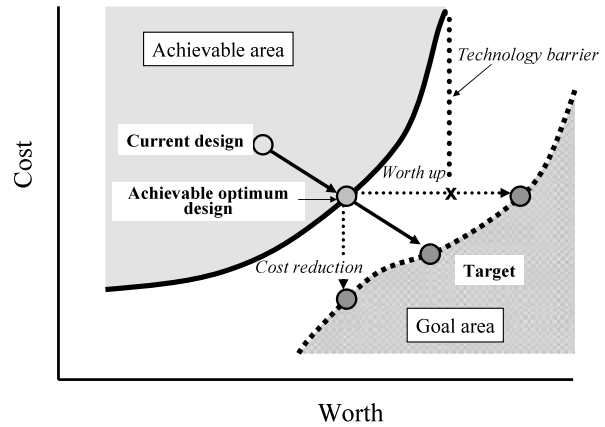 Achievable area
Technology barrier
Current design
Worth up
x
Achievable optimum
design
Cost reduction
Target
Goal area
Cost
Worth